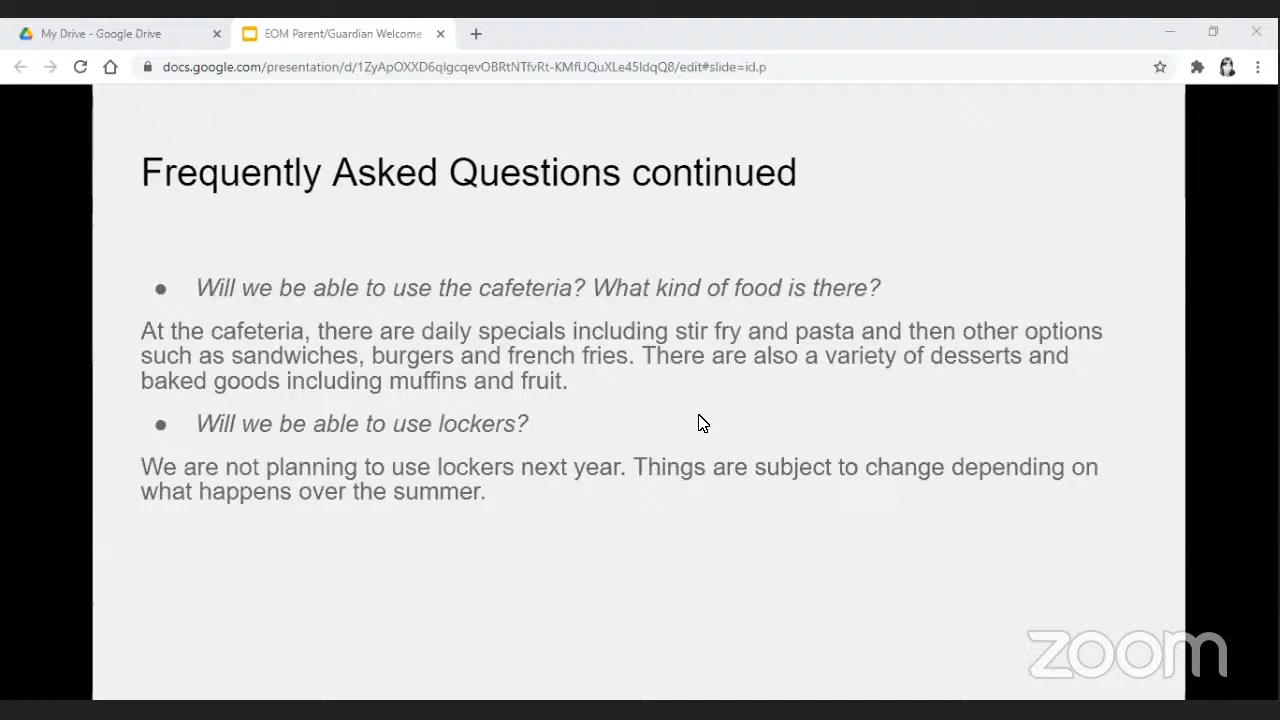 My Drive - Google Drive
EOM Parent/Guardian Welcome
docs.google.com/presentation/d/1ZyApOXXD6qIgcqevOBRtNTfvRt-KMfUQuXLe45IdqQ8/edit#slide=id.p
Frequently Asked Questions continued
● Will we be able to use the cafeteria? What kind of food is there?
At the cafeteria, there are daily specials including stir fry and pasta and then other options
such as sandwiches, burgers and french fries. There are also a variety of desserts and
baked goods including muffins and fruit.
● Will we be able to use lockers?
We are not planning to use lockers next year. Things are subject to change depending on
what happens over the summer.
zoom